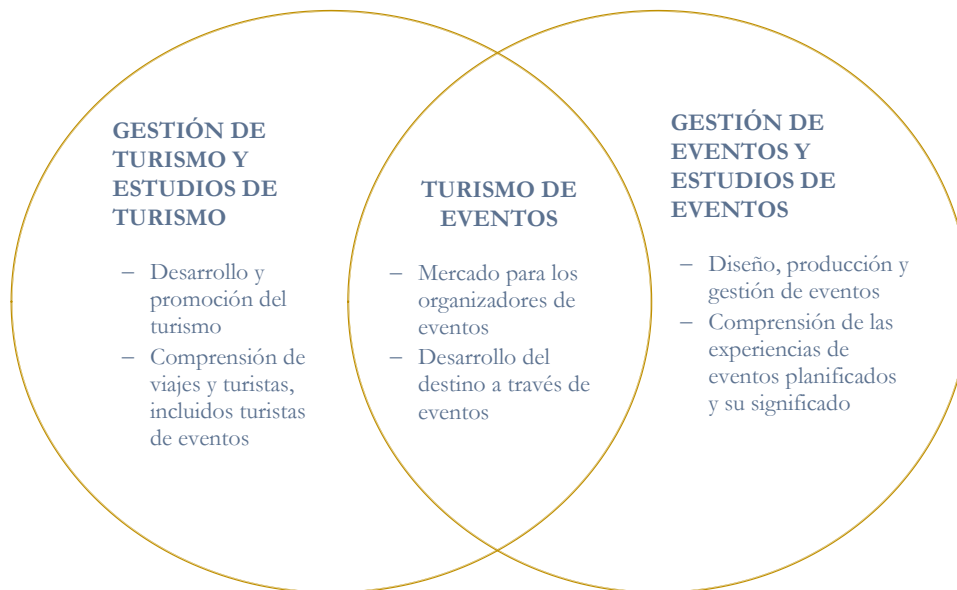 GESTIÓN DE
TURISMO Y
ESTUDIOS DE
TURISMO
– Desarrollo y
promoción del
turismo
– Comprensión de
viajes y turistas,
incluidos turistas
de eventos
TURISMO DE
EVENTOS
– Mercado para los
organizadores de
eventos
– Desarrollo del
destino a través de
eventos
GESTIÓN DE
EVENTOS Y
ESTUDIOS DE
EVENTOS
– Diseño, producción y
gestión de eventos
– Comprensión de las
experiencias de
eventos planificados
y su significado